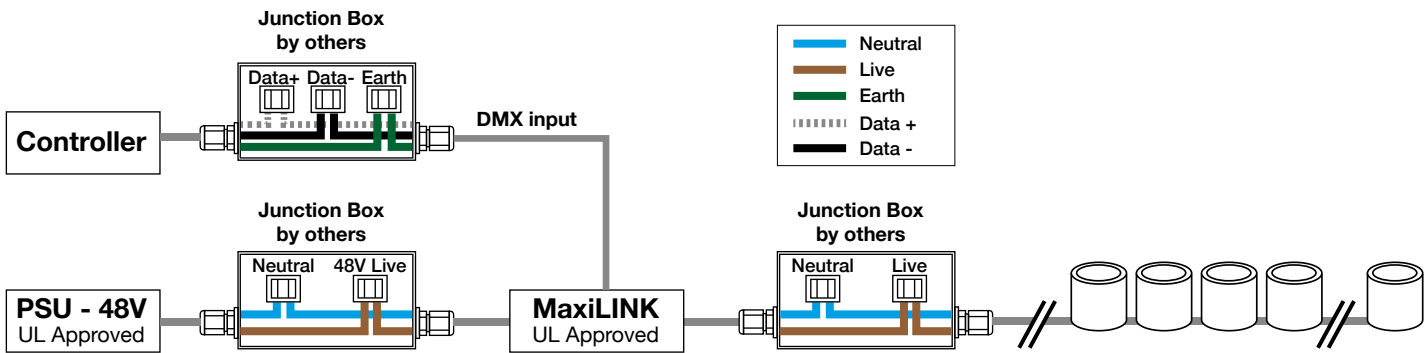 Junction Box
by others
Data+ Data- Earth
Controller
DMX input
Neutral
Live
Earth
Data +
Data -
Junction Box
by others
Neutral 48V Live
PSU - 48V
UL Approved
MaxiLINK
UL Approved
Junction Box
by others
Neutral Live